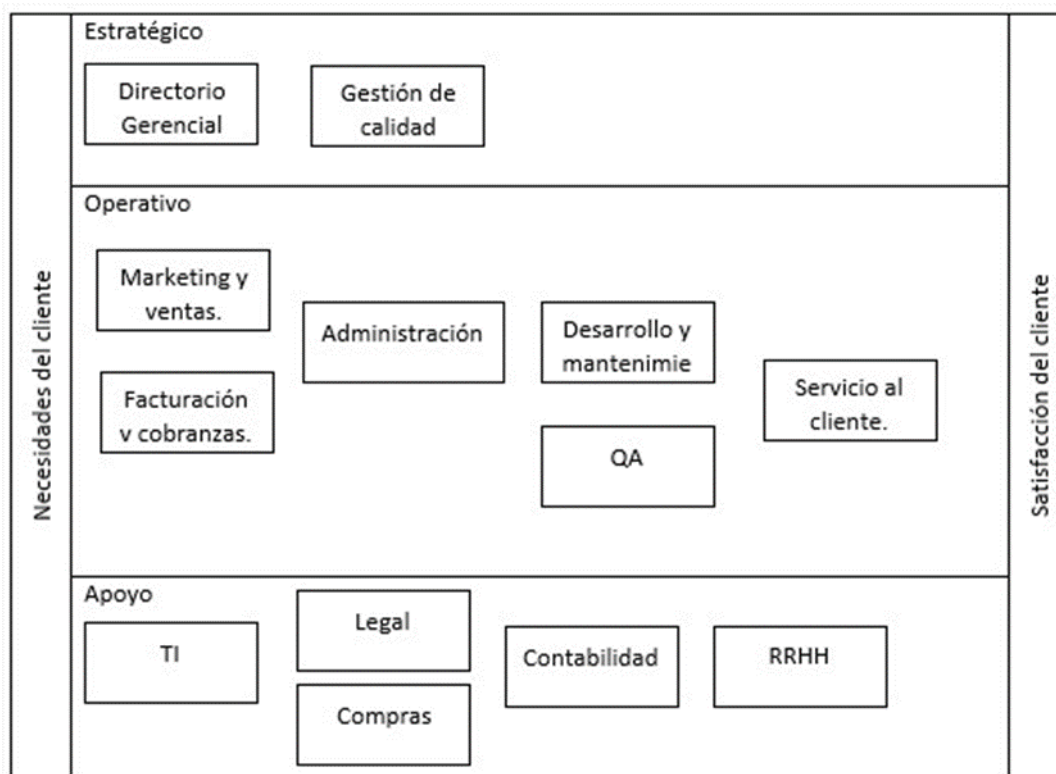 Estratégico
Directorio
Gerencial
Gestión de
calidad
Operativo
Marketing y
ventas.
Facturación
y cobranzas.
Administración
Desarrollo y
mantenimie
QA
Servicio al
cliente.
Apoyo
TI
Legal
Compras
Contabilidad
RRHH
Necesidades del cliente
Satisfacción del cliente